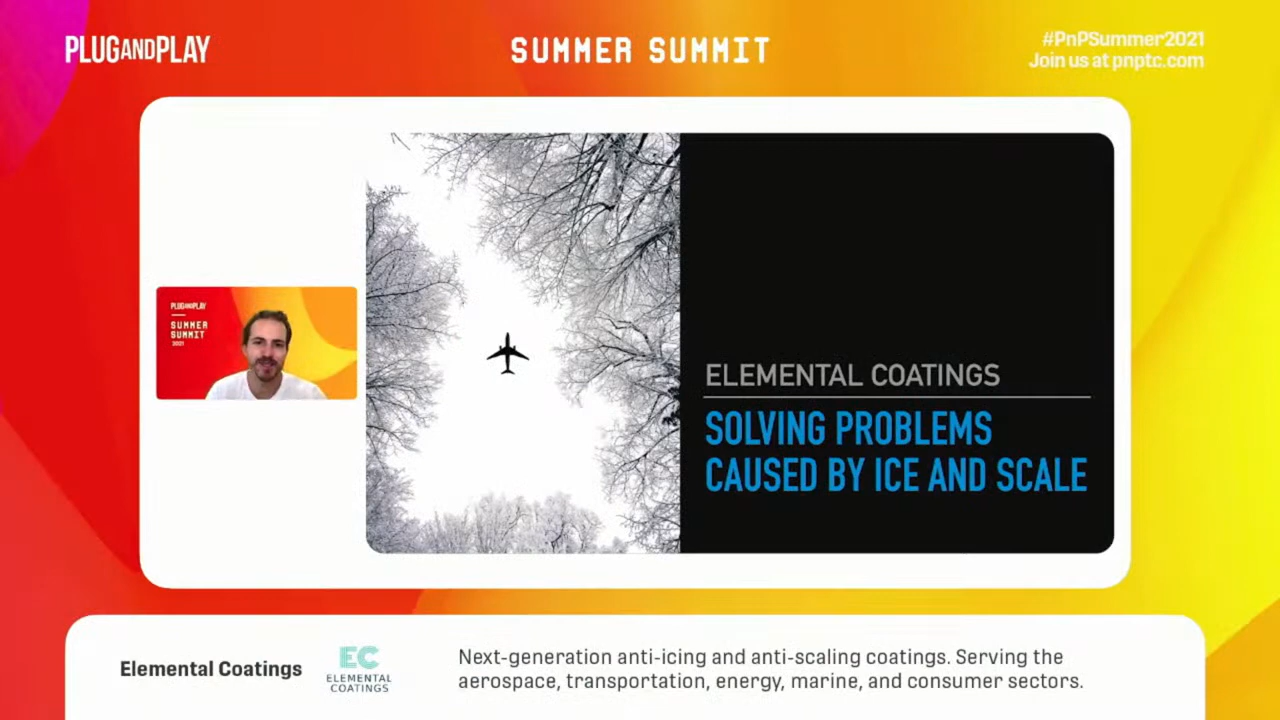 PLUGANDPLAY
SUMMER SUMMIT
#PnPSummer2021
Join us at pnptc.com
PLUGANDPLAY
SUMMER
SUMMIT
2021
ELEMENTAL COATINGS
SOLVING PROBLEMS
CAUSED BY ICE AND SCALE
Elemental Coatings
EC
ELEMENTAL
COATINGS
Next-generation anti-icing and anti-scaling coatings. Serving the
aerospace, transportation, energy, marine, and consumer sectors.